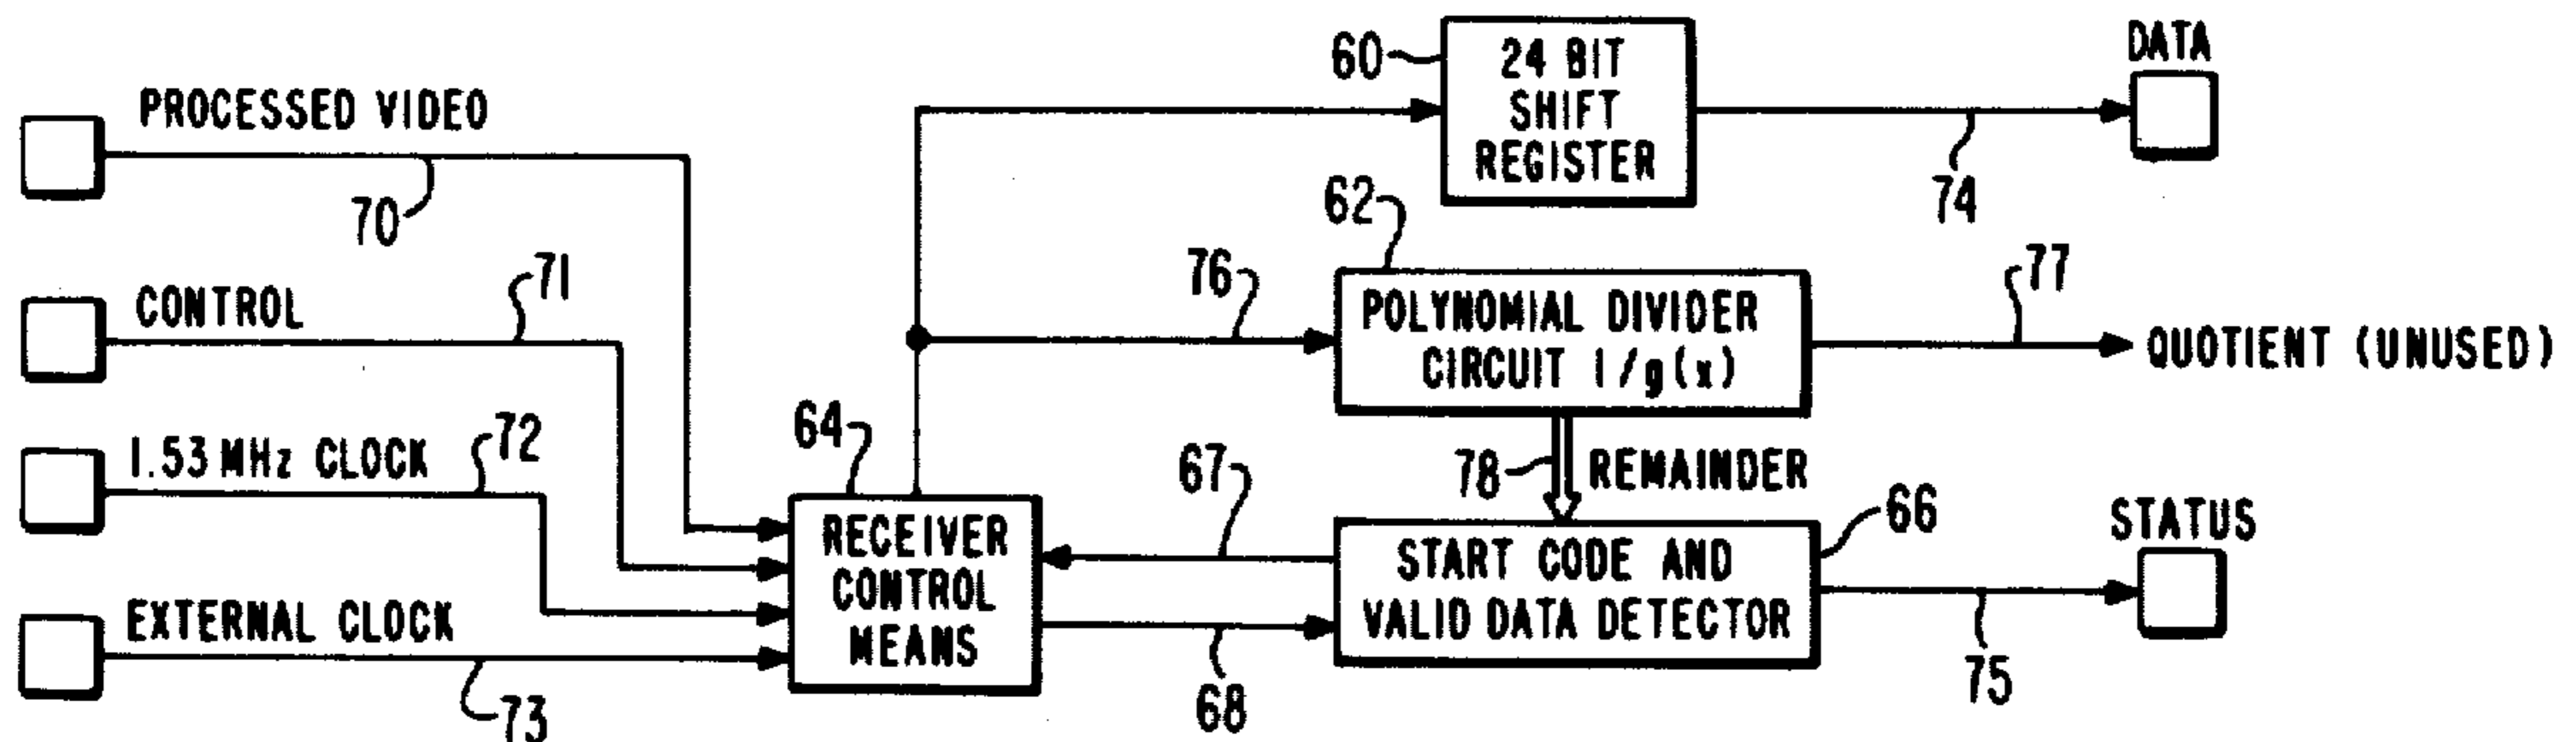 PROCESSED VIDEO
70
CONTROL
71
1.53 MHz CLOCK
72
EXTERNAL CLOCK
73
64
RECEIVER
CONTROL
MEANS
60
24 BIT
SHIFT
REGISTER
74
DATA
62
76
POLYNOMIAL DIVIDER
CIRCUIT 1/g(x)
77
QUOTIENT (UNUSED)
78
REMAINDER
67
68
66
START CODE AND
VALID DATA DETECTOR
75
STATUS